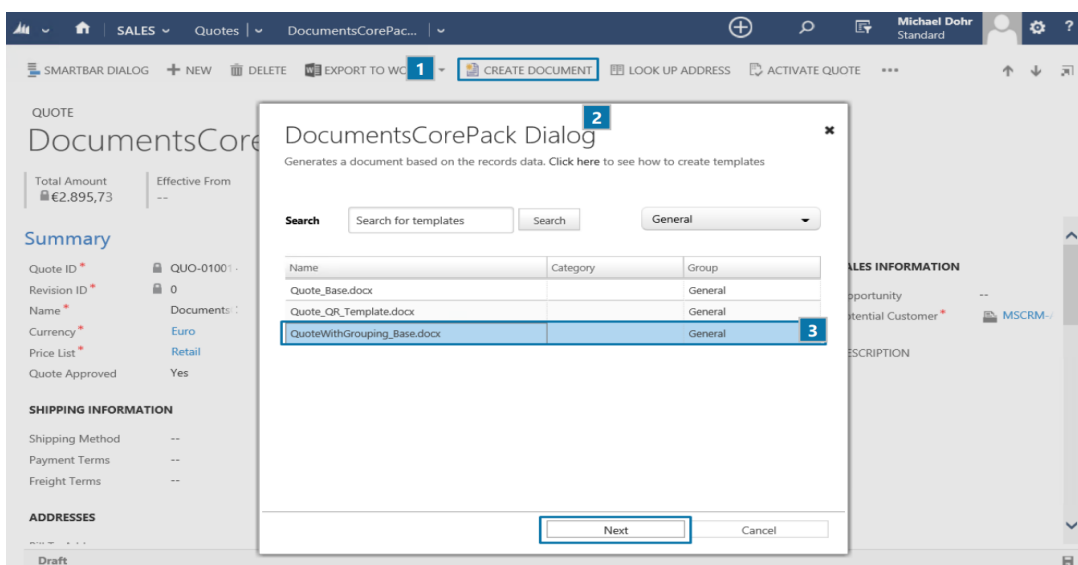 SALES Quotes DocumentsCorePac... Michael Dohr ?
Standard
SMARTBAR DIALOG NEW DELETE EXPORT TO WO 1 CREATE DOCUMENT LOOK UP ADDRESS ACTIVATE QUOTE ...
QUOTE
DocumentsCore
Total Amount Effective From
€2.895,73 --
Summary
Quote ID * QUO-01001-
Revision ID * 0
Name * Documents
Currency * Euro
Price List * Retail
Quote Approved Yes
SHIPPING INFORMATION
Shipping Method --
Payment Terms --
Freight Terms --
ADDRESSES
Draft
2
DocumentsCorePack Dialog
Generates a document based on the records data. Click here to see how to create templates
Search Search for templates Search General
Name Category Group
Quote_Base.docx General
Quote_QR_Template.docx General
QuoteWithGrouping_Base.docx General 3
Next Cancel
ALES INFORMATION
pportunity --
otential Customer * MSCRM-
ESCRIPTION